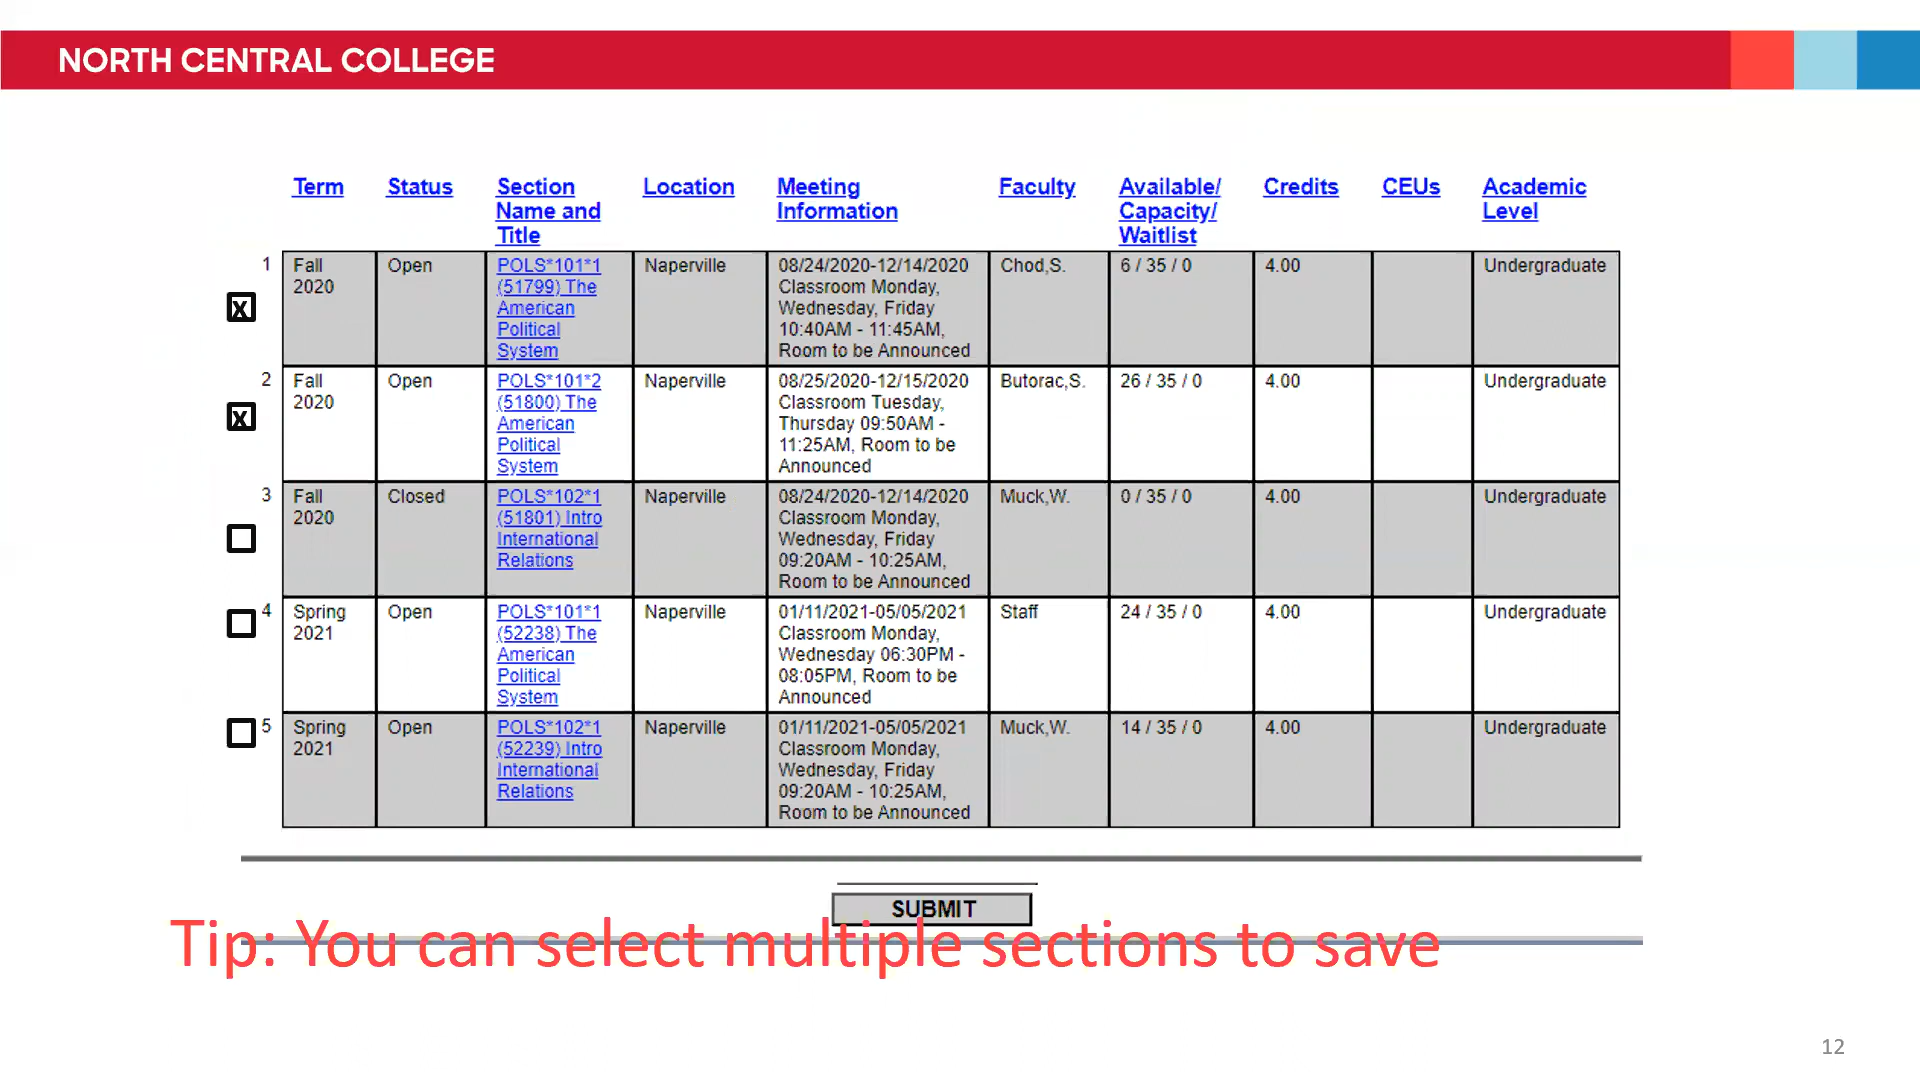 NORTH CENTRAL COLLEGE
Term
Status
Section
Name and
Title
Location
Meeting
Information
Faculty
Available/
Capacity/
Waitlist
Credits
CEUs
Academic
Level
1
X
Fall
2020
Open
POLS*101*1
(51799) The
American
Political
System
Naperville
08/24/2020-12/14/2020
Classroom Monday,
Wednesday, Friday
10:40AM - 11:45AM,
Room to be Announced
Chod,S.
6 / 35 / 0
4.00
Undergraduate
2
X
Fall
2020
Open
POLS*101*2
(51800) The
American
Political
System
Naperville
08/25/2020-12/15/2020
Classroom Tuesday,
Thursday 09:50AM -
11:25AM, Room to be
Announced
Butorac,S.
26 / 35 / 0
4.00
Undergraduate
3
Fall
2020
Closed
POLS*102*1
(51801) Intro
International
Relations
Naperville
08/24/2020-12/14/2020
Classroom Monday,
Wednesday, Friday
09:20AM - 10:25AM,
Room to be Announced
Muck,W.
0 / 35 / 0
4.00
Undergraduate
4
Spring
2021
Open
POLS*101*1
(52238) The
American
Political
System
Naperville
01/11/2021-05/05/2021
Classroom Monday,
Wednesday 06:30PM -
08:05PM, Room to be
Announced
Staff
24 / 35 / 0
4.00
Undergraduate
5
Spring
2021
Open
POLS*102*1
(52239) Intro
International
Relations
Naperville
01/11/2021-05/05/2021
Classroom Monday,
Wednesday, Friday
09:20AM - 10:25AM,
Room to be Announced
Muck,W.
14 / 35 / 0
4.00
Undergraduate
SUBMIT
Tip: You can select multiple sections to save
12